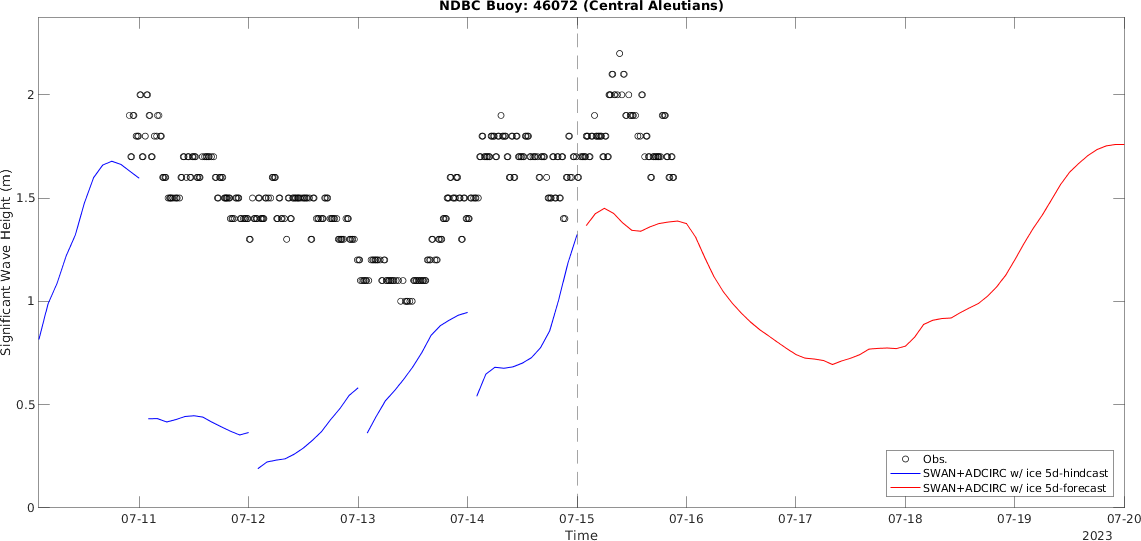 NDBC Buoy: 46072 (Central Aleutians)
Significant Wave Height (m)
2
1.5
1
0.5
0
Obs.
SWAN+ADCIRC w/ ice 5d-hindcast
SWAN+ADCIRC w/ ice 5d-forecast
07-11 07-12 07-13 07-14 07-15 07-16 07-17 07-18 07-19 07-20
Time
2023